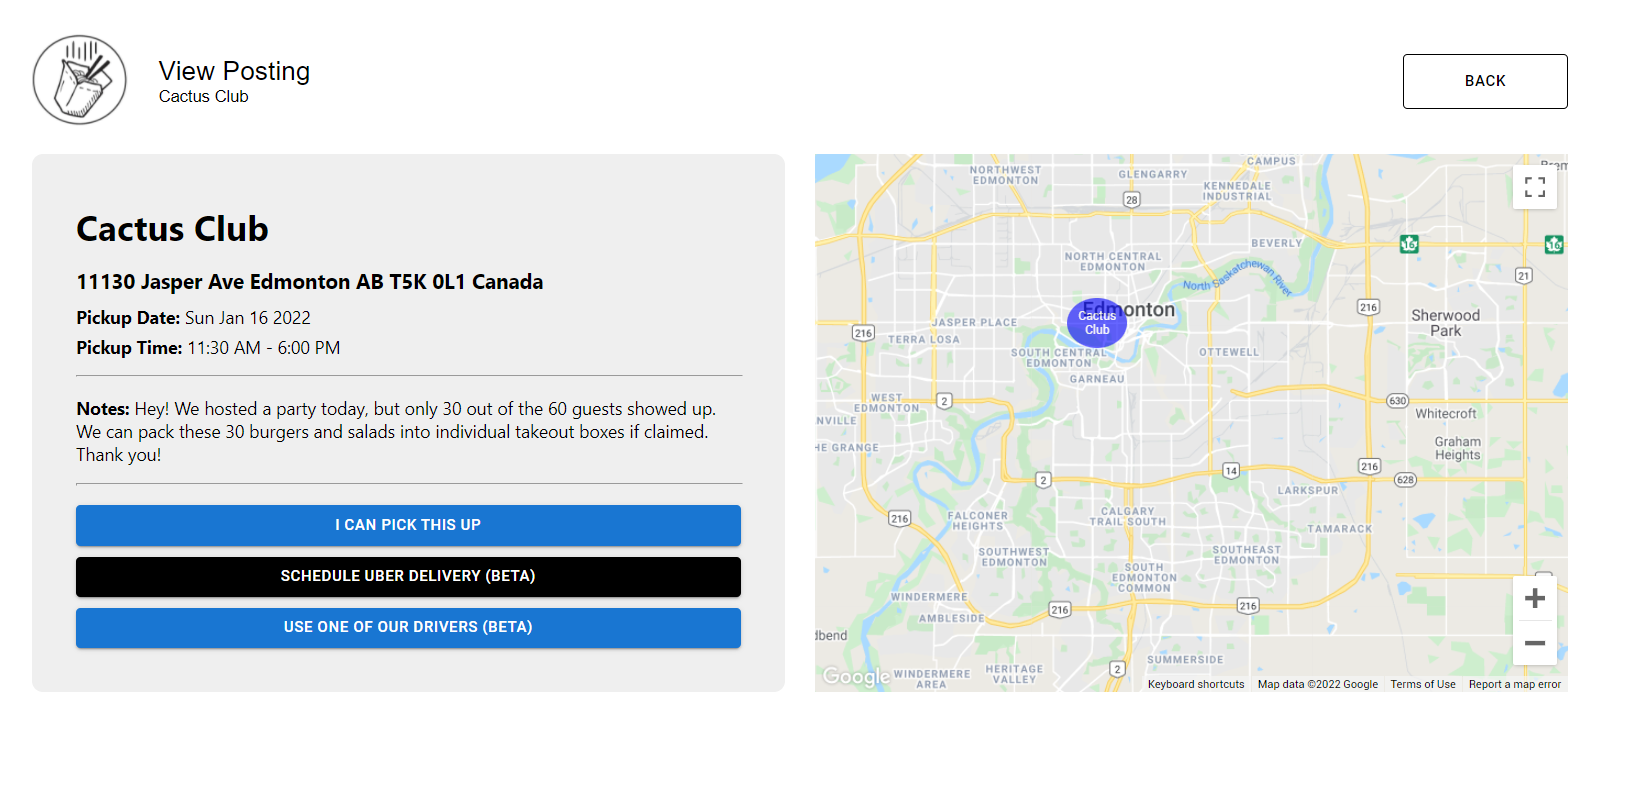 View Posting
Cactus Club
BACK
Cactus Club
11130 Jasper Ave Edmonton AB T5K 0L1 Canada
Pickup Date: Sun Jan 16 2022
Pickup Time: 11:30 AM - 6:00 PM
Notes: Hey! We hosted a party today, but only 30 out of the 60 guests showed up.
We can pack these 30 burgers and salads into individual takeout boxes if claimed.
Thank you!
I CAN PICK THIS UP
SCHEDULE UBER DELIVERY (BETA)
USE ONE OF OUR DRIVERS (BETA)
CAMPUS
NORTHWEST
EDMONTON
GLENGARRY
KENNEDALE
INDUSTRIAL
28
BEVERLY
16
16
NORTH CENTRAL
EDMONTON
21
North Saskatchewan River
Edmonton
Cactus
Club
216
Sherwood
Park
JASPER PLACE
216
TERRA LOSA
SOUTH CENTRAL
EDMONTON
OTTEWELL
GARNEAU
WEST
EDMONTON
2
630
Whitecroft
NVILLE
HE GRANGE
Graham
Heights
14
216
2
628
LARKSPUR
216
FALCONER
HEIGHTS
CALGARY
TRAIL SOUTH
TAMARACK
SOUTHWEST
EDMONTON
SOUTHEAST
EDMONTON
SOUTH
EDMONTON
COMMON
WINDERMERE
216
216
AMBLESIDE
dbend
SUMMERSIDE
2
HERITAGE
VALLEY
WINDERMERE
AREA
Google
Keyboard shortcuts
Map data ©2022 Google
Terms of Use
Report a map error